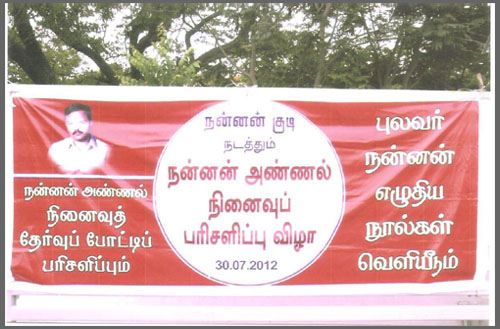 நன்னன் அண்ணல்
நினைவுத்
தேர்வுப் போட்டிப்
பரிசளிப்பும்
நன்னன் குடி
நடத்தும்
நன்னன் அண்ணல்
நினைவுப்
பரிசளிப்பு விழா
30.07.2012
புலவர்
நன்னன்
எழுதிய
நூல்கள்
வெளியீடும்